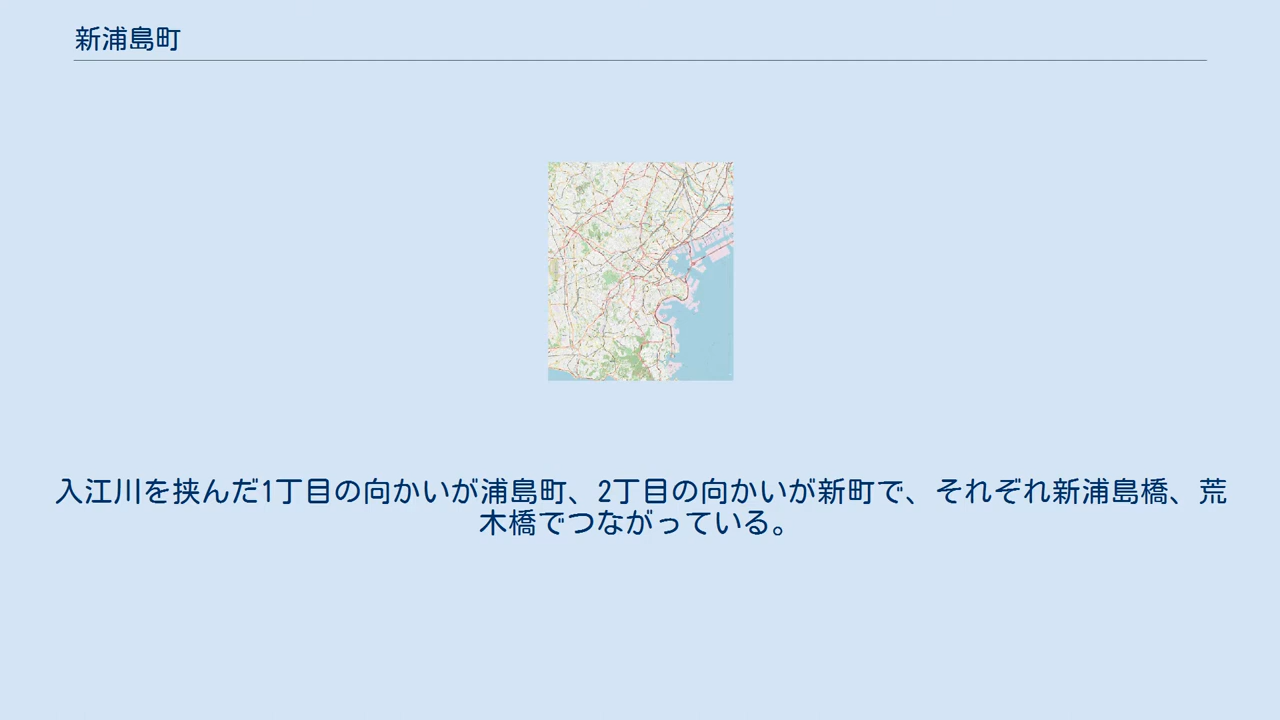 新浦島町
入江川を挟んだ1丁目の向かいが浦島町、2丁目の向かいが新町で、それぞれ新浦島橋、荒
木橋でつながっている。